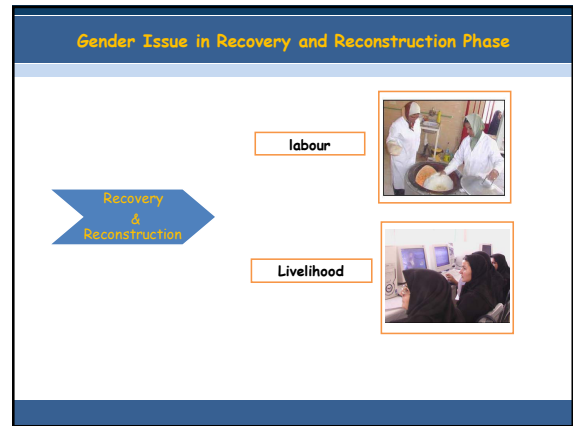 Gender Issue in Recovery and Reconstruction Phase
labour
Recovery
&
Reconstruction
Livelihood